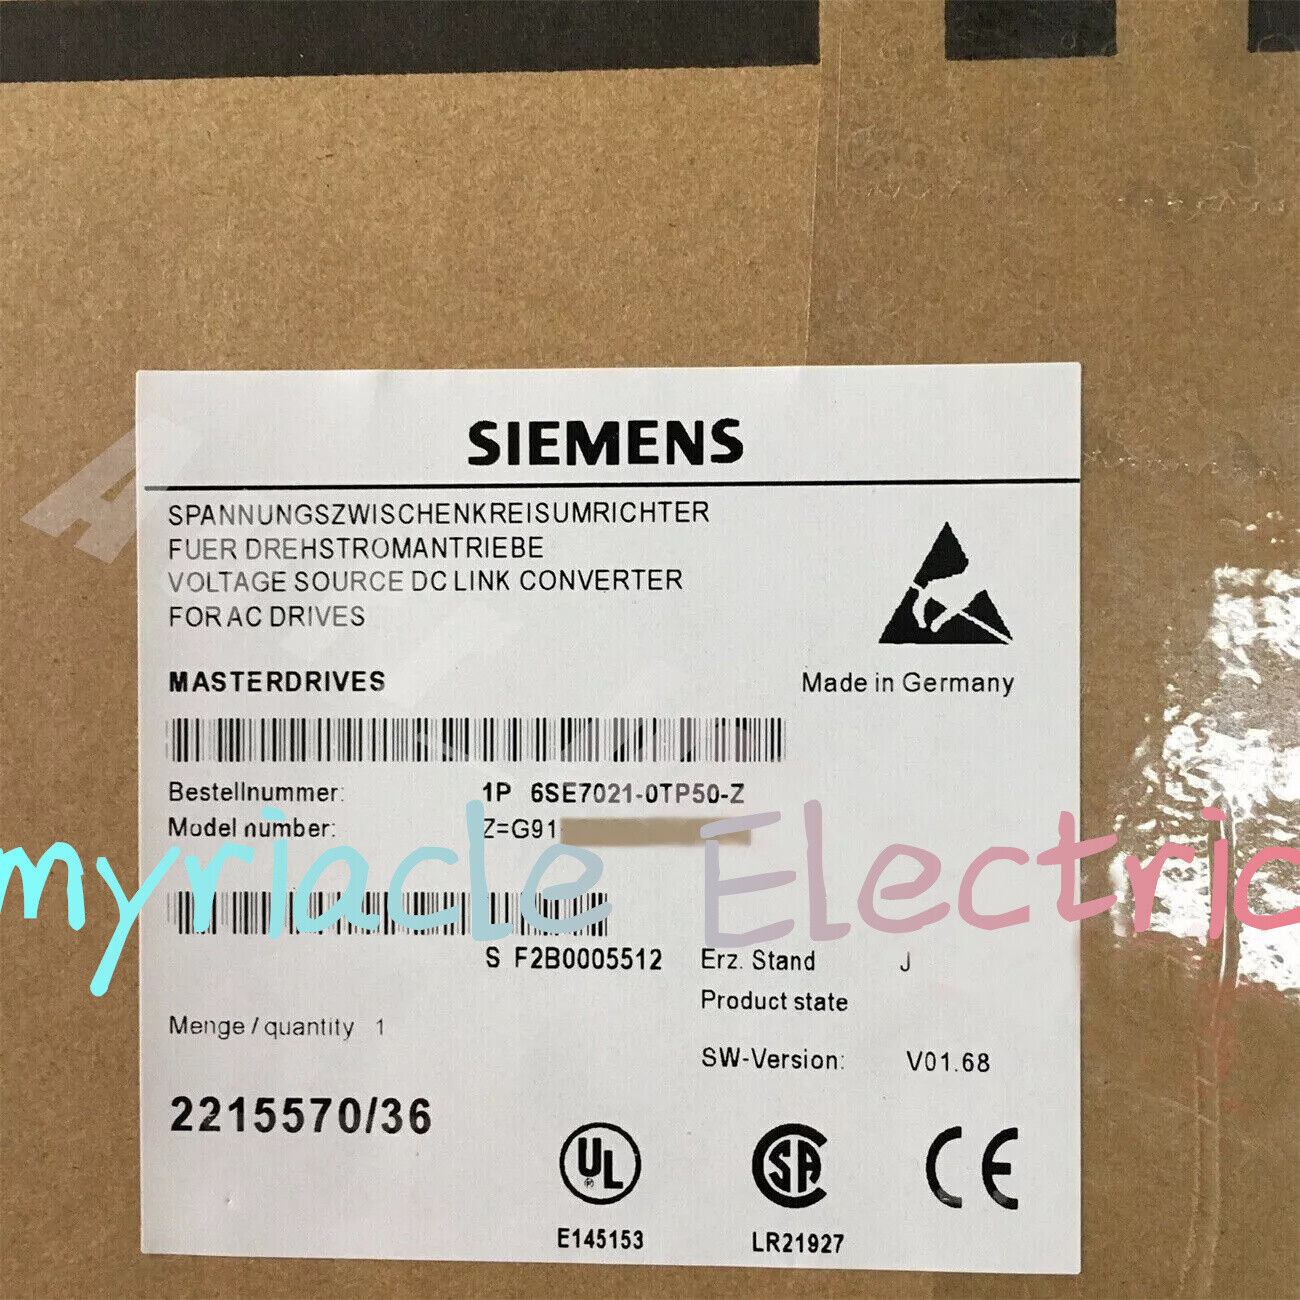 SIEMENS
SPANNUNGSZWISCHENKREISUMRICHTER
FUER DREHSTROMANTRIEBE
VOLTAGE SOURCE DC LINK CONVERTER
FOR AC DRIVES
MASTERDRIVES
Made in Germany
Bestellnummer: 1P 6SE7021-0TP50-Z
Model number: Z=G91
myriacle Electric
S F2B0005512 Erz. Stand J
Product state
Menge / quantity 1
SW-Version: V01.68
2215570/36
UL
SA
CE
E145153
LR21927